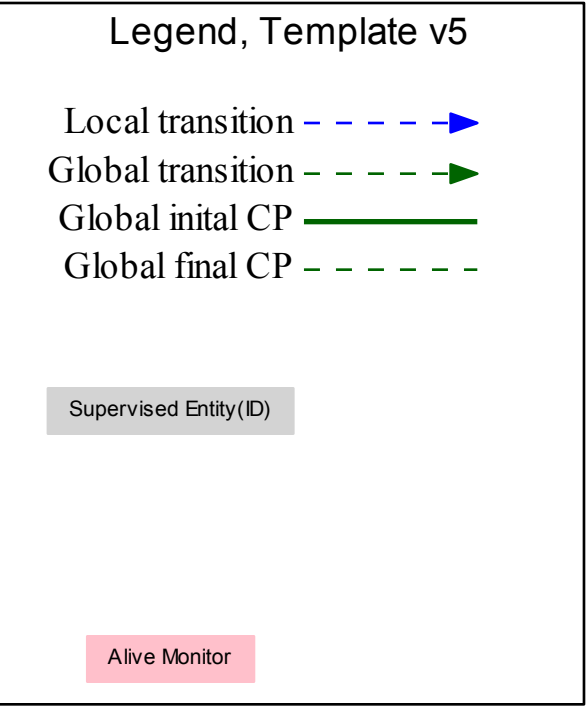 Legend, Template v5
Local transition
Global transition
Global inital CP
Global final CP
Supervised Entity(ID)
Alive Monitor